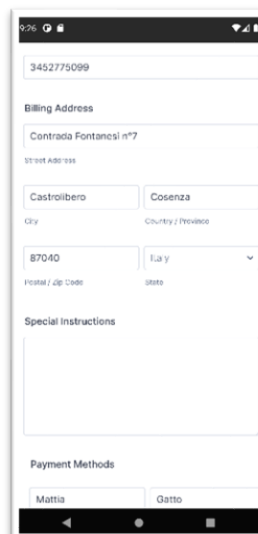 9:26
3452775099
Billing Address
Contrada Fontanesi n°7
Street Address
Castrolibero Cosenza
City Country / Province
87040 Italy
Postal / Zip Code State
Special Instructions
Payment Methods
Mattia Gatto